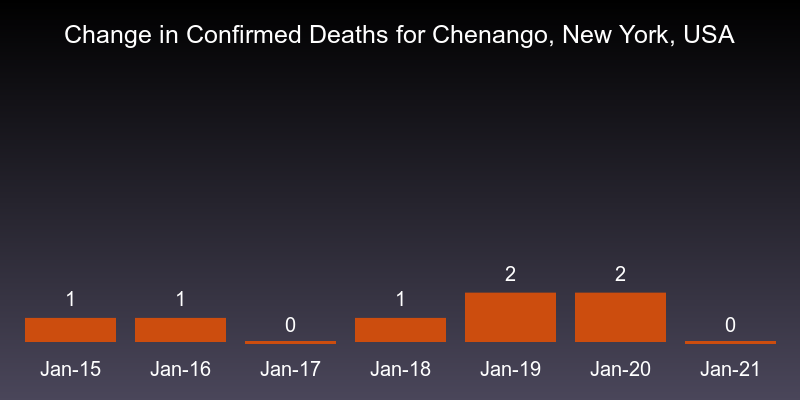 Change in Confirmed Deaths for Chenango, New York, USA
1 1 0 1 2 2 0
Jan-15 Jan-16 Jan-17 Jan-18 Jan-19 Jan-20 Jan-21